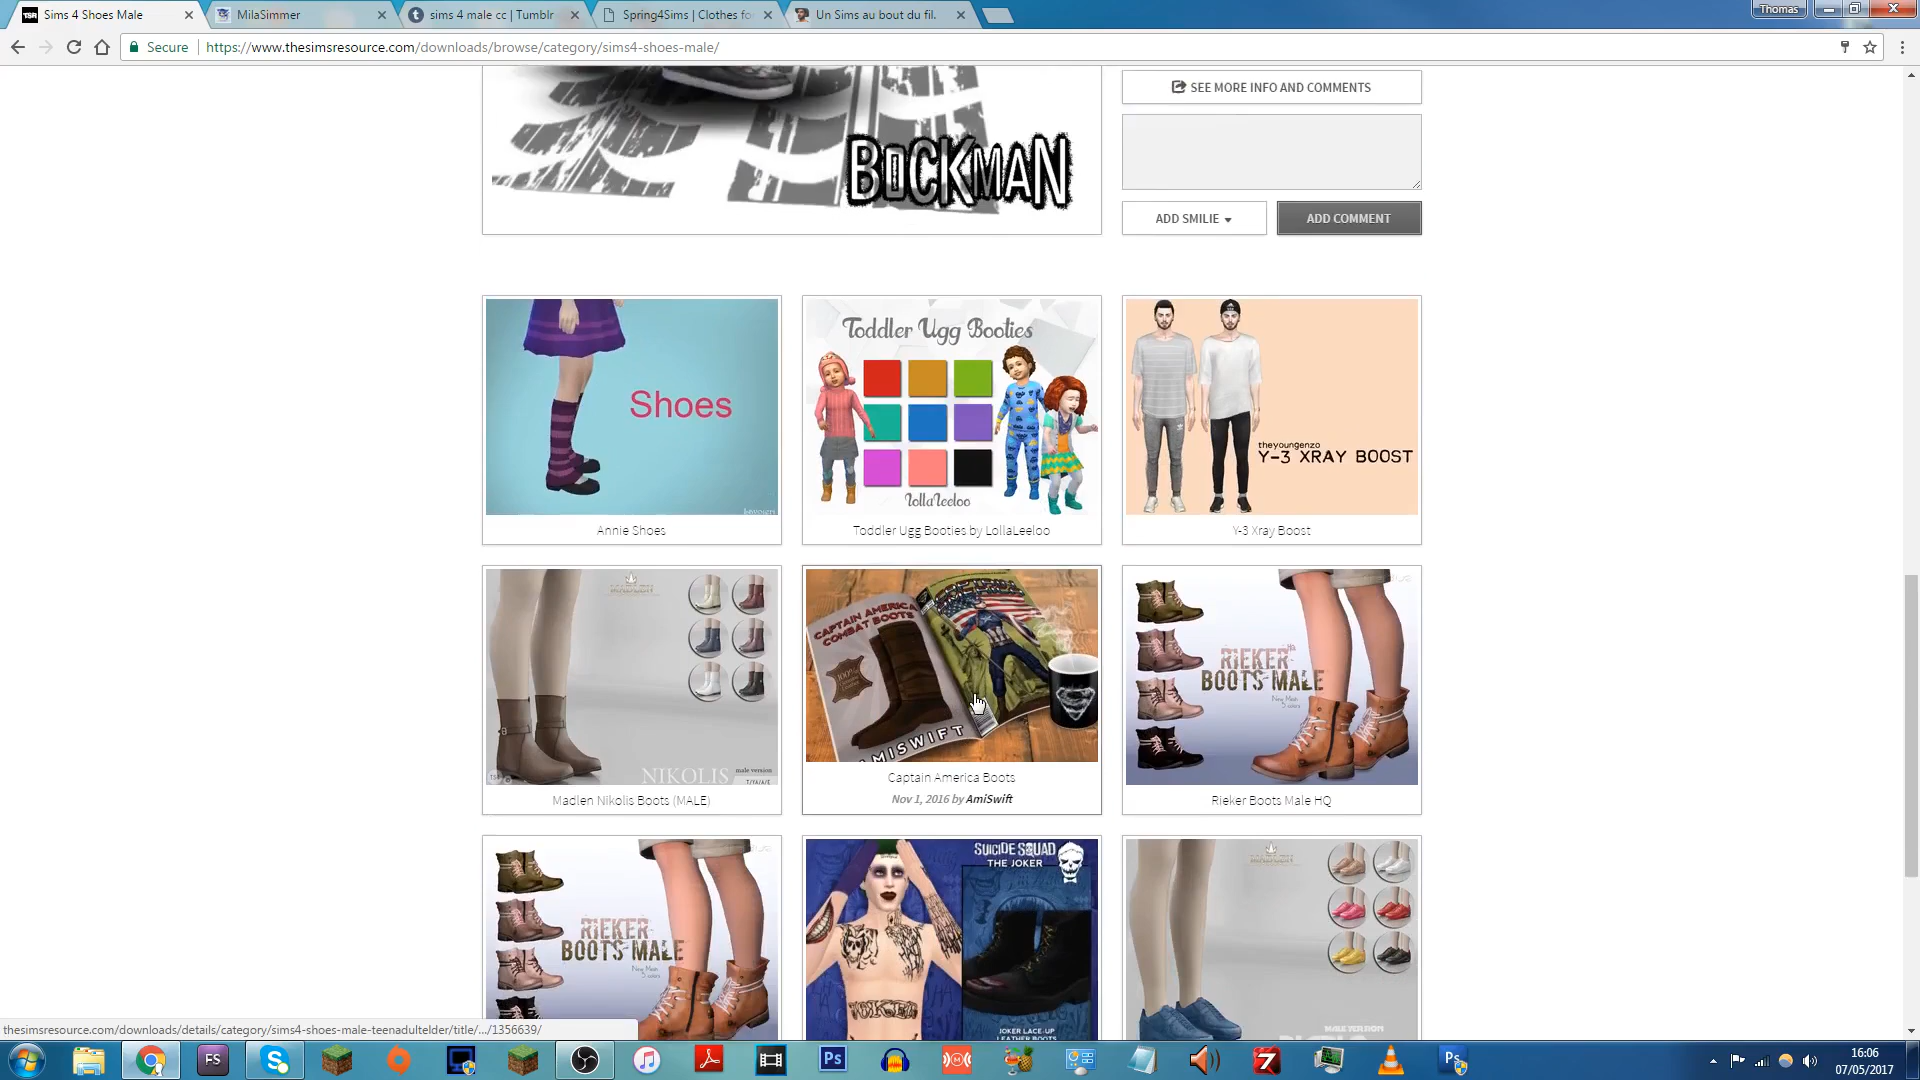 Sims 4 Shoes Male
MilaSimmer
sims 4 male cc | Tumblr
Spring4Sims | Clothes fo
Un Sims au bout du fil.
Thomas
Secure
https://www.thesimsresource.com/downloads/browse/category/sims4-shoes-male/
BOCKMAN
SEE MORE INFO AND COMMENTS
ADD SMILIE
ADD COMMENT
Shoes
Annie Shoes
Toddler Ugg Booties
LollaLeeloo
Toddler Ugg Booties by LollaLeeloo
theyoungenzo
Y-3 XRAY BOOST
Y-3 Xray Boost
NIKOLIS
male version
Madlen Nikolis Boots (MALE)
CAPTAIN AMERICA
COMBAT BOOTS
100%
AMISWIFT
Captain America Boots
Nov 1, 2016 by AmiSwift
RIEKER
BOOTS MALE
Rieker Boots Male HQ
RIEKER
BOOTS MALE
SUICIDE SQUAD
THE JOKER
JOKER
JOKER LACE-UP
LEATHER BOOTS
MALE VERSION
thesimsresource.com/downloads/details/category/sims4-shoes-male-teenadultelder/title/.../1356639/
FS
Ps
Ps
16:06
07/05/2017